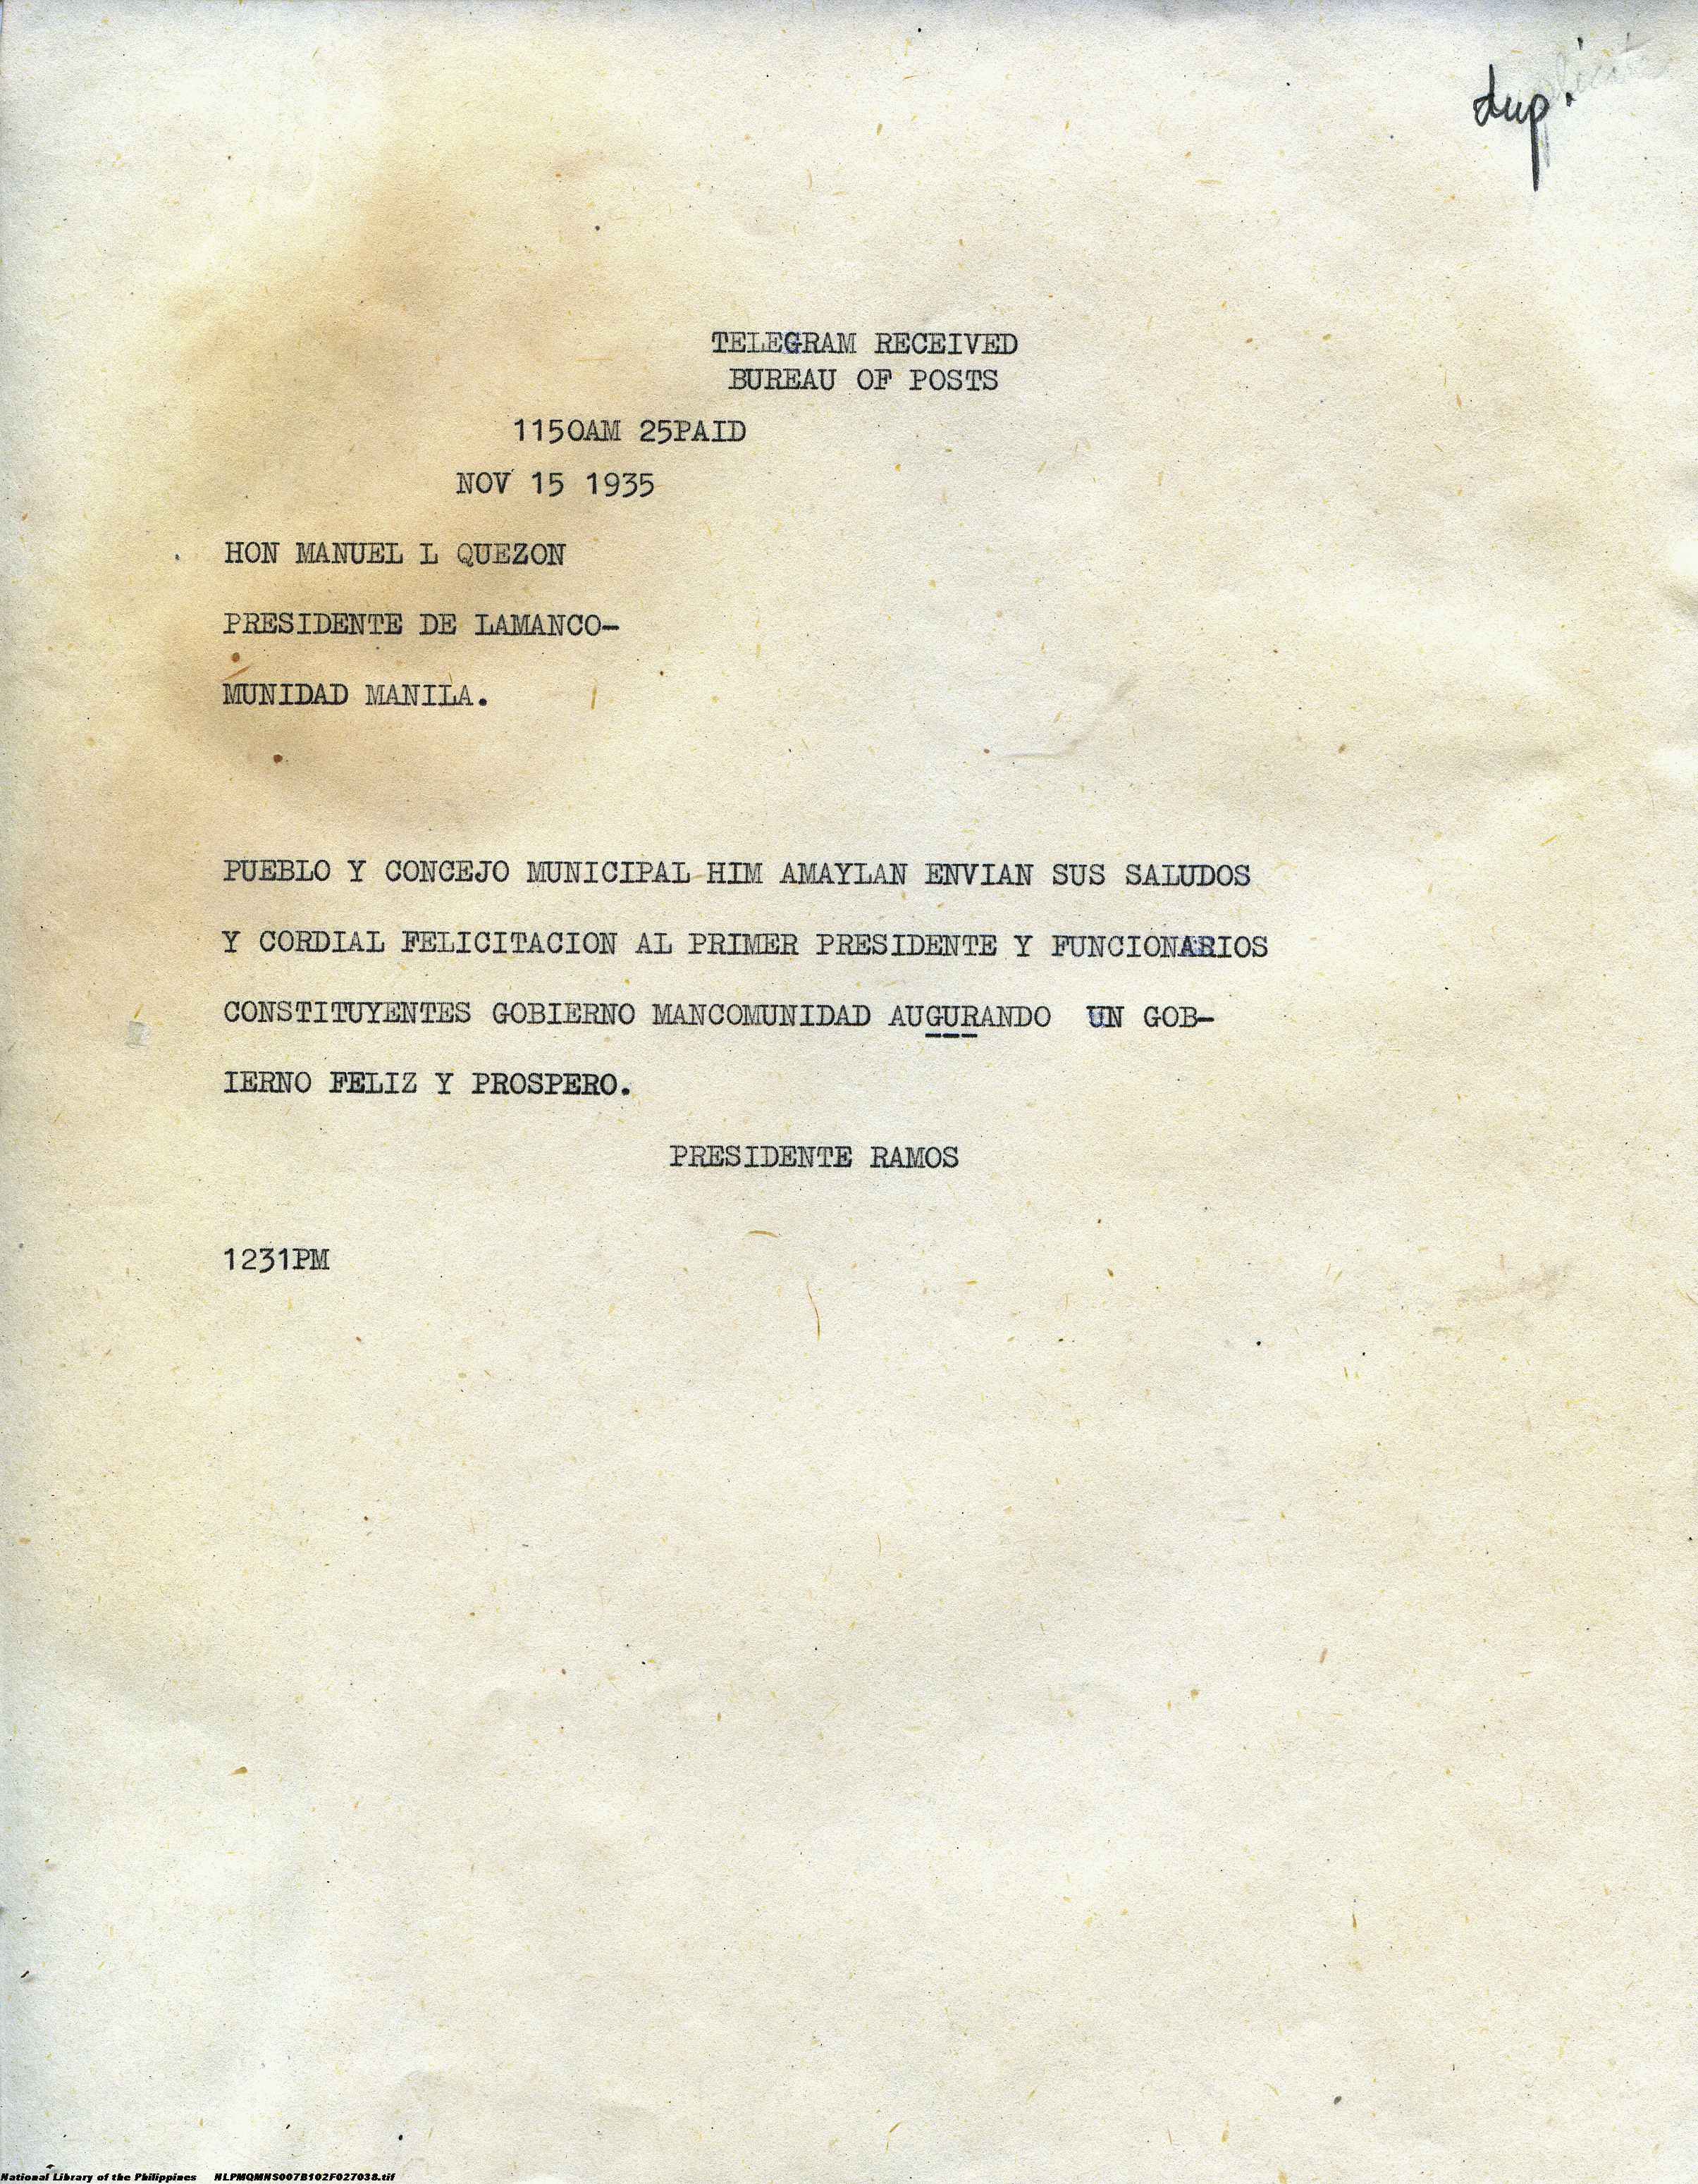 dup.
TELEGRAM RECEIVED
BUREAU OF POSTS
1150AM 25PAID
NOV 15 1935
HON MANUEL L QUEZON
PRESIDENTE DE LAMANCO-
MUNIDAD MANILA.
PUEBLO Y CONCEJO MUNICIPAL HIM AMAYLAN ENVIAN SUS SALUDOS
Y CORDIAL FELICITACION AL PRIMER PRESIDENTE Y FUNCIONARIOS
CONSTITUYENTES GOBIERNO MANCOMUNIDAD AUGURANDO UN GOB-
IERNO FELIZ Y PROSPERO.
PRESIDENTE RAMOS
1231PM
National Library of the Philippines NLPMQMNS007B102F027038.tif